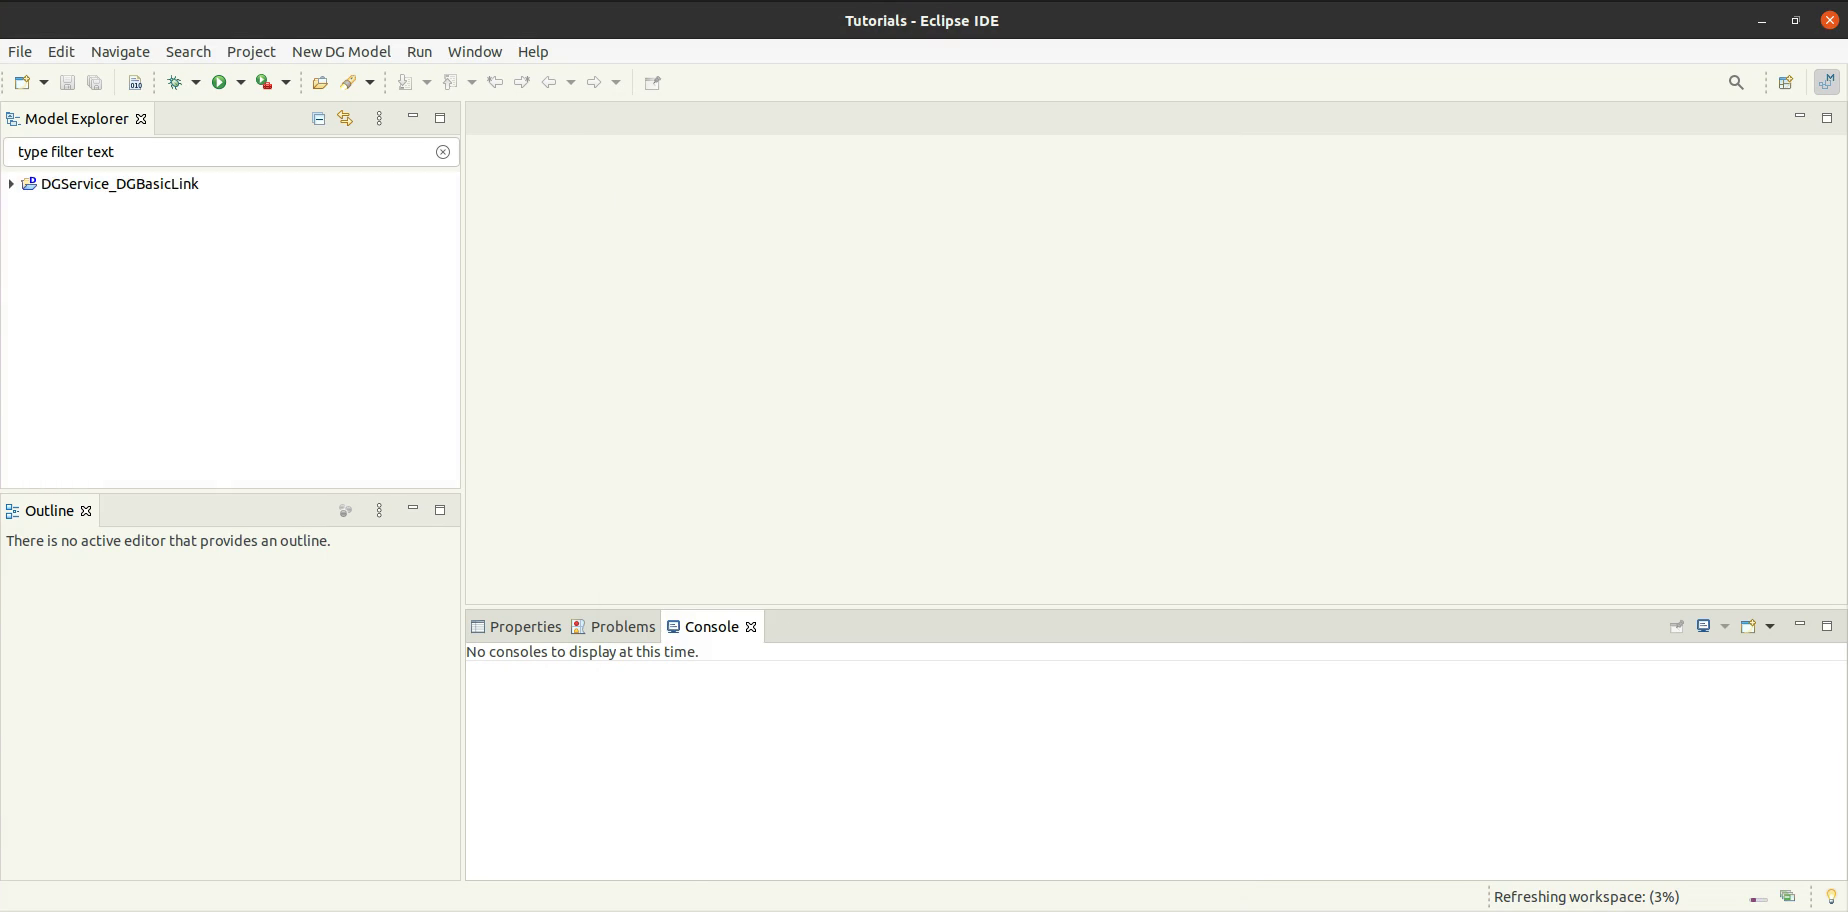 Tutorials - Eclipse IDE
File Edit Navigate Search Project New DG Model Run Window Help
010
M
Model Explorer
type filter text
DGService_DGBasicLink
Outline
There is no active editor that provides an outline.
Properties Problems Console
No consoles to display at this time.
Refreshing workspace: (3%)